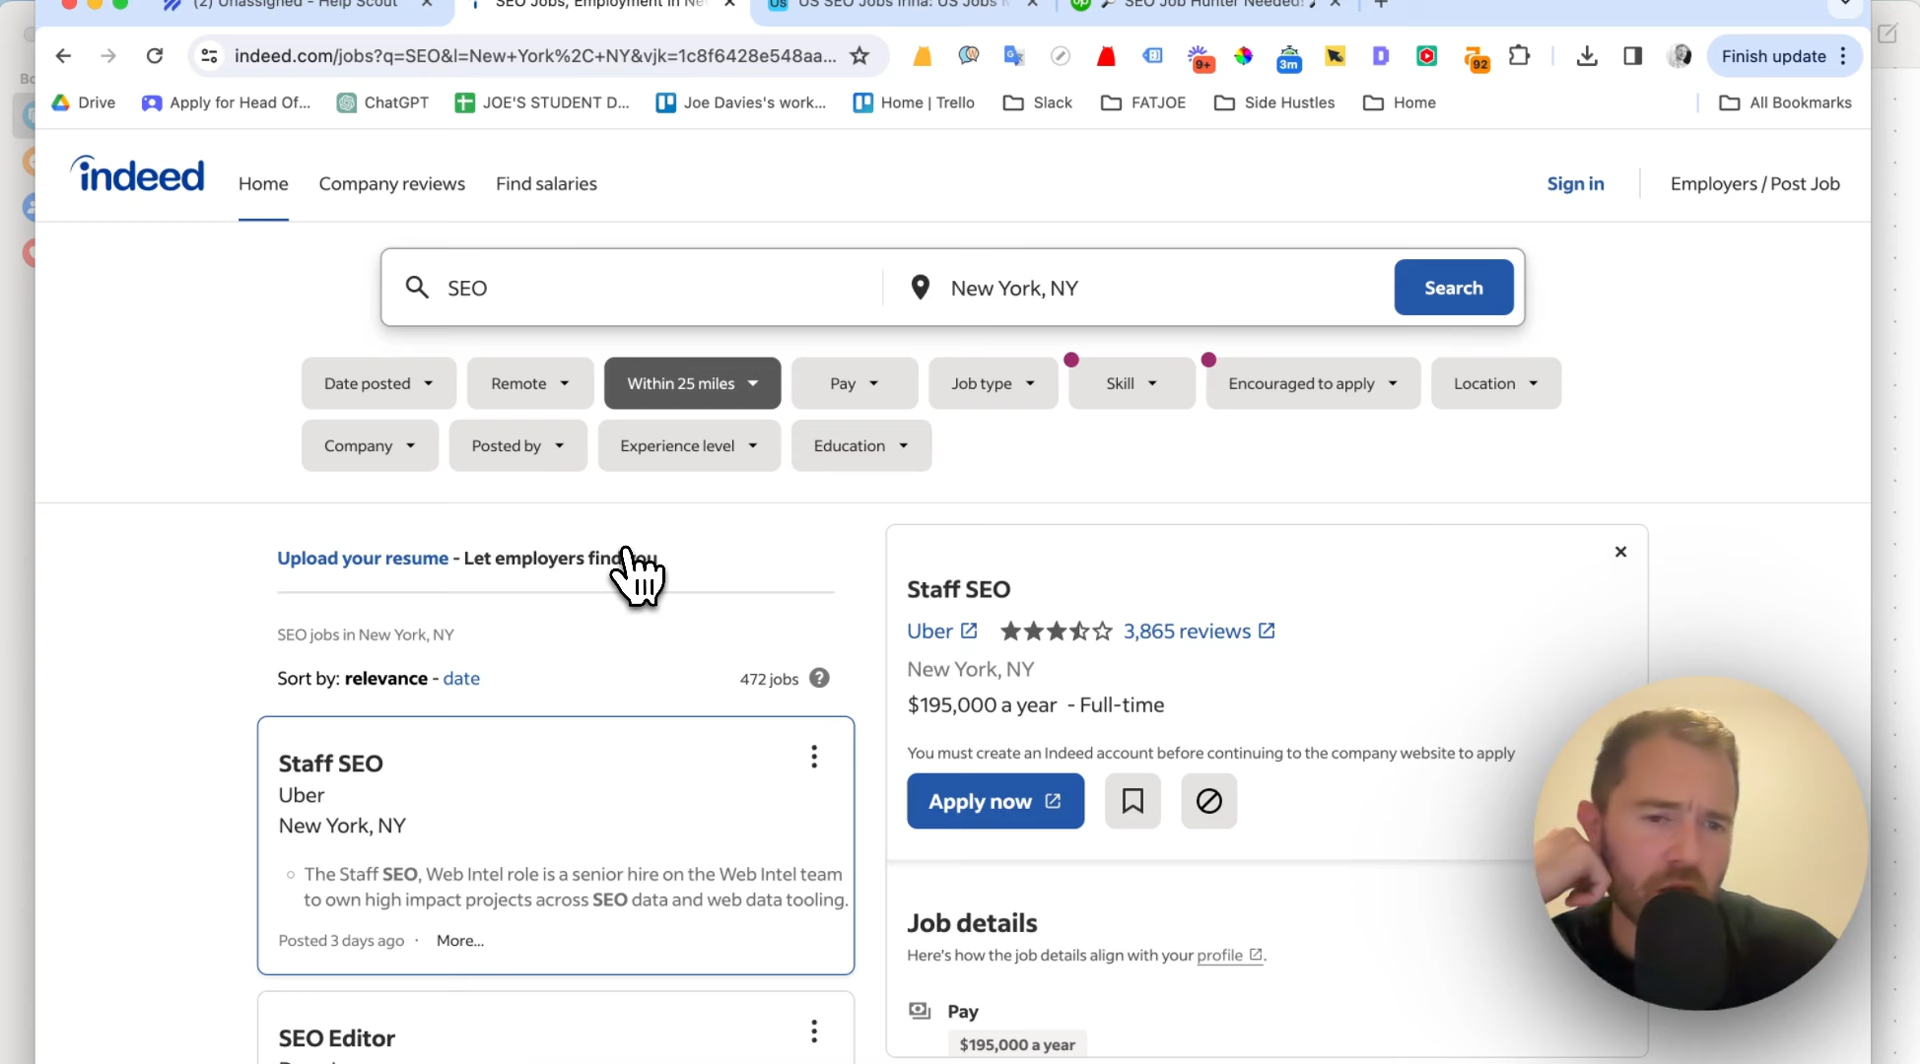 (2) Unassigned - Help Scout
SEO Jobs, Employment in Ne
Us
US SEO Jobs Irina: US Jobs
up
SEO Job Hunter Needed!
indeed.com/jobs?q=SEO&l=New+York%2C+NY&vjk=1c8f6428e548aa...
9+
3m
92
Finish update
Drive
Apply for Head Of...
ChatGPT
JOE'S STUDENT D...
Joe Davies's work...
Home | Trello
Slack
FATJOE
Side Hustles
Home
All Bookmarks
indeed
Home
Company reviews
Find salaries
Sign in
Employers / Post Job
SEO
New York, NY
Search
Date posted
Remote
Within 25 miles
Pay
Job type
Skill
Encouraged to apply
Location
Company
Posted by
Experience level
Education
Upload your resume - Let employers find you
SEO jobs in New York, NY
Sort by: relevance - date
472 jobs
Staff SEO
Uber
New York, NY
The Staff SEO, Web Intel role is a senior hire on the Web Intel team
to own high impact projects across SEO data and web data tooling.
Posted 3 days ago · More...
SEO Editor
Staff SEO
Uber
3,865 reviews
New York, NY
$195,000 a year - Full-time
You must create an Indeed account before continuing to the company website to apply
Apply now
Job details
Here's how the job details align with your profile.
Pay
$195,000 a year